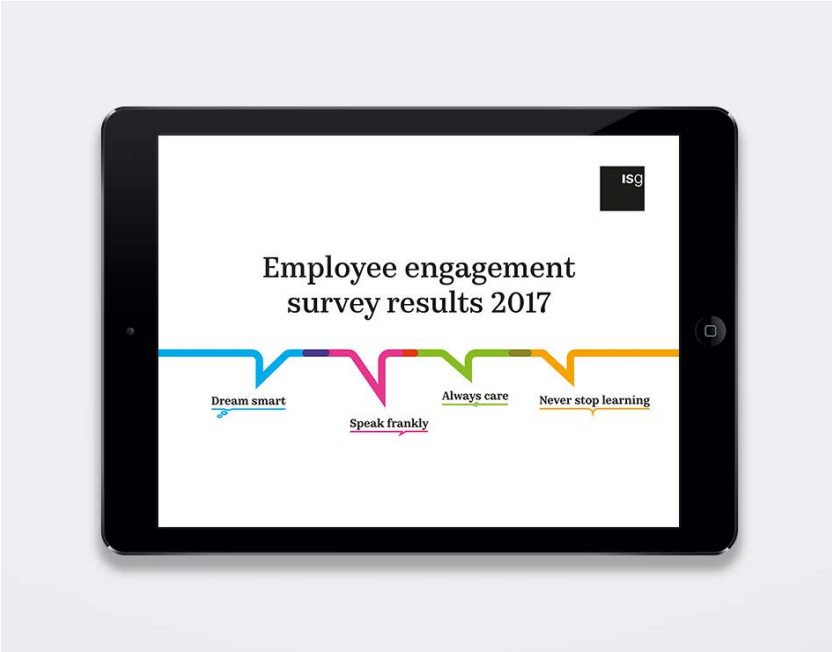 ISg
Employee engagement
survey results 2017
Dream smart
Speak frankly
Always care
Never stop learning